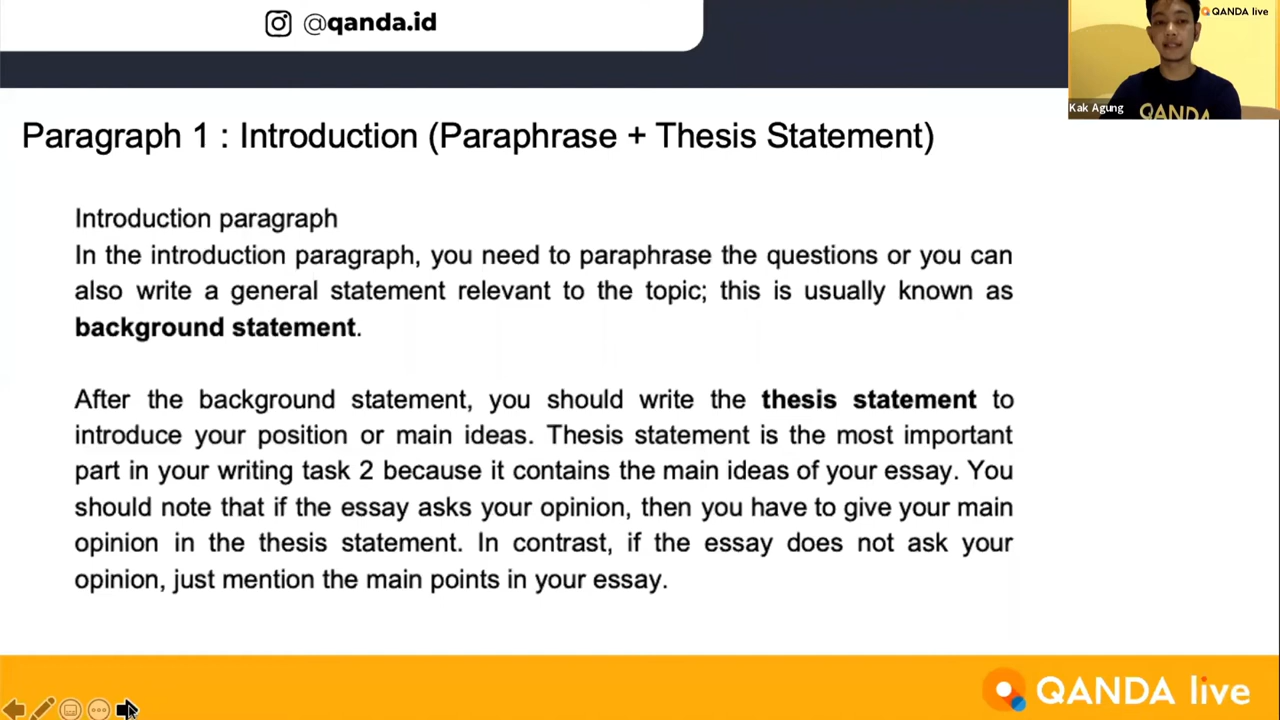 @qanda.id
QANDA live
Kak Agung
QANDA
Paragraph 1 : Introduction (Paraphrase + Thesis Statement)
Introduction paragraph
In the introduction paragraph, you need to paraphrase the questions or you can
also write a general statement relevant to the topic; this is usually known as
background statement.
After the background statement, you should write the thesis statement to
introduce your position or main ideas. Thesis statement is the most important
part in your writing task 2 because it contains the main ideas of your essay. You
should note that if the essay asks your opinion, then you have to give your main
opinion in the thesis statement. In contrast, if the essay does not ask your
opinion, just mention the main points in your essay.
QANDA live